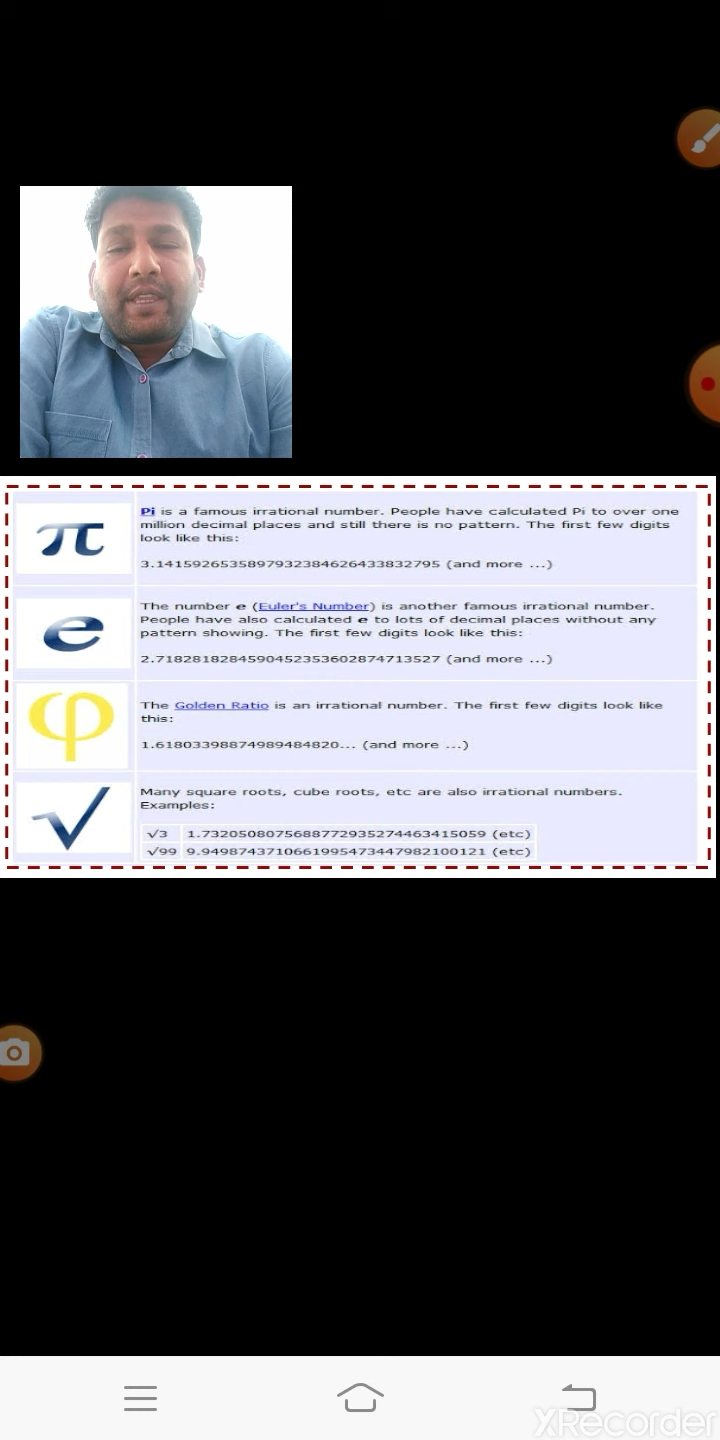 π
Pi is a famous irrational number. People have calculated Pi to over one
million decimal places and still there is no pattern. The first few digits
look like this:
3.1415926535897932384626433832795 (and more ...)
e
The number e (Euler's Number) is another famous irrational number.
People have also calculated e to lots of decimal places without any
pattern showing. The first few digits look like this:
2.7182818284590452353602874713527 (and more ...)
φ
The Golden Ratio is an irrational number. The first few digits look like
this:
1.61803398874989484820... (and more ...)
√
Many square roots, cube roots, etc are also irrational numbers.
Examples:
√3 1.7320508075688772935274463415059 (etc)
√99 9.9498743710661995473447982100121 (etc)
XRecorder